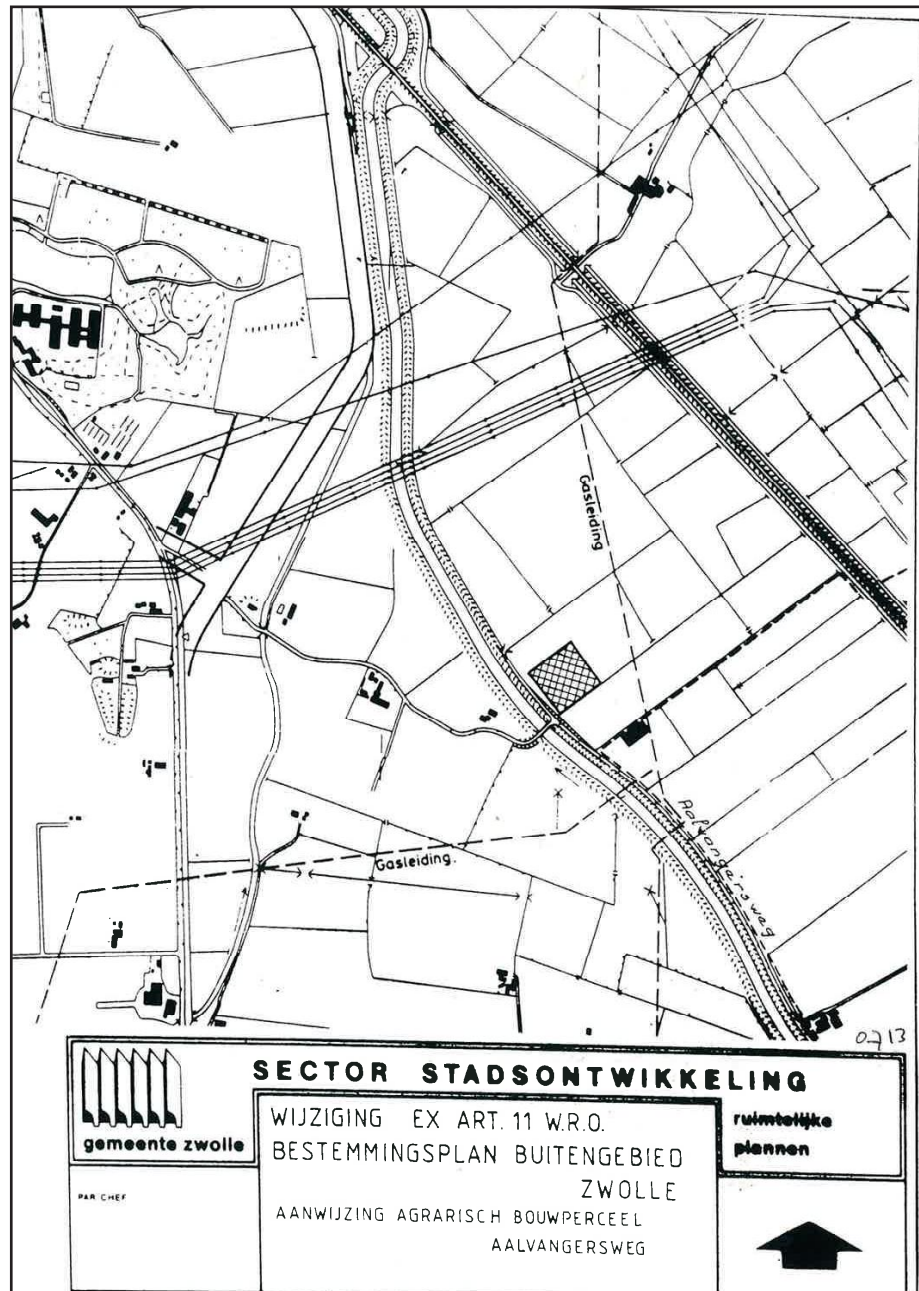 Gasleiding
Gasleiding.
Aalvangersweg
SECTOR STADSONTWIKKELING
gemeente zwolle
WIJZIGING EX ART. 11 W.R.O.
BESTEMMINGSPLAN BUITENGEBIED
ZWOLLE
AANWIJZING AGRARISCH BOUWPERCEEL
AALVANGERSWEG
ruimtelijke
plannen
PAR CHEF